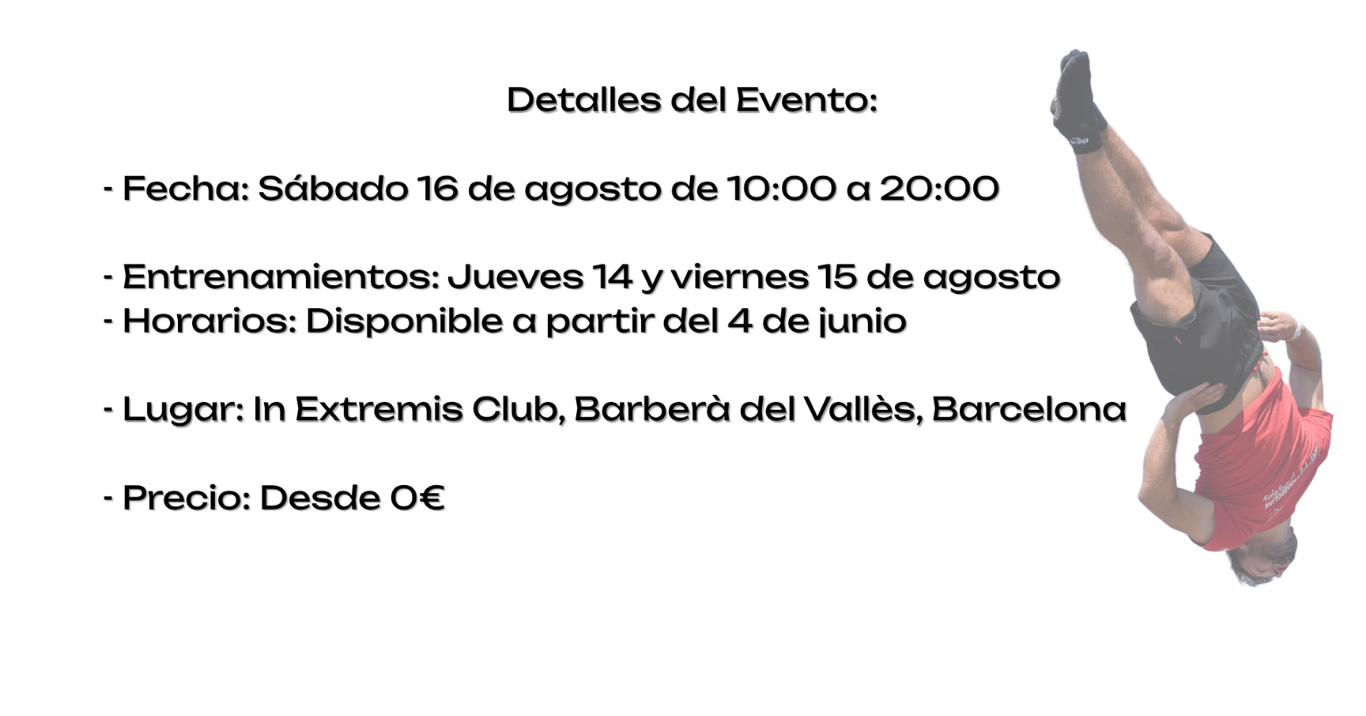 Detalles del Evento:
- Fecha: Sábado 16 de agosto de 10:00 a 20:00
- Entrenamientos: Jueves 14 y viernes 15 de agosto
- Horarios: Disponible a partir del 4 de junio
- Lugar: In Extremis Club, Barberà del Vallès, Barcelona
- Precio: Desde 0€